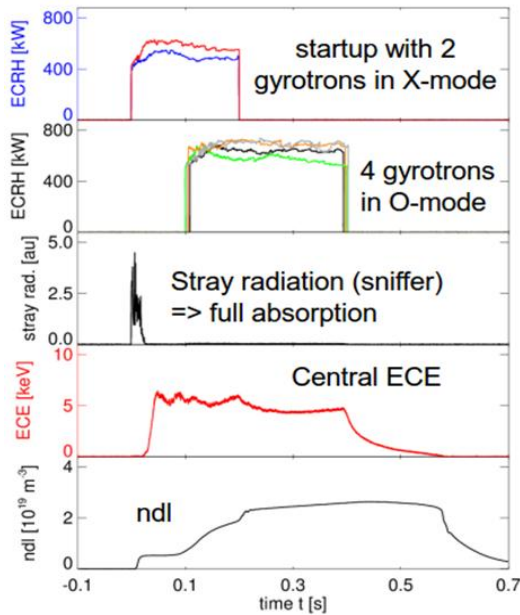 800
400
0
ECRH [kW]
startup with 2
gyrotrons in X-mode
800
400
0
ECRH [kW]
4 gyrotrons
in O-mode
5.0
2.5
0.0
stray rad. [au]
Stray radiation (sniffer)
=> full absorption
10
5
0
ECE [keV]
Central ECE
4
2
0
ndl [10¹⁹ m⁻³]
ndl
-0.1 0.1 0.3 0.5 0.7
time t [s]